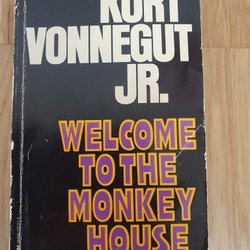 KURT
VONNEGUT
JR.
WELCOME
TO THE
MONKEY
HOUSE